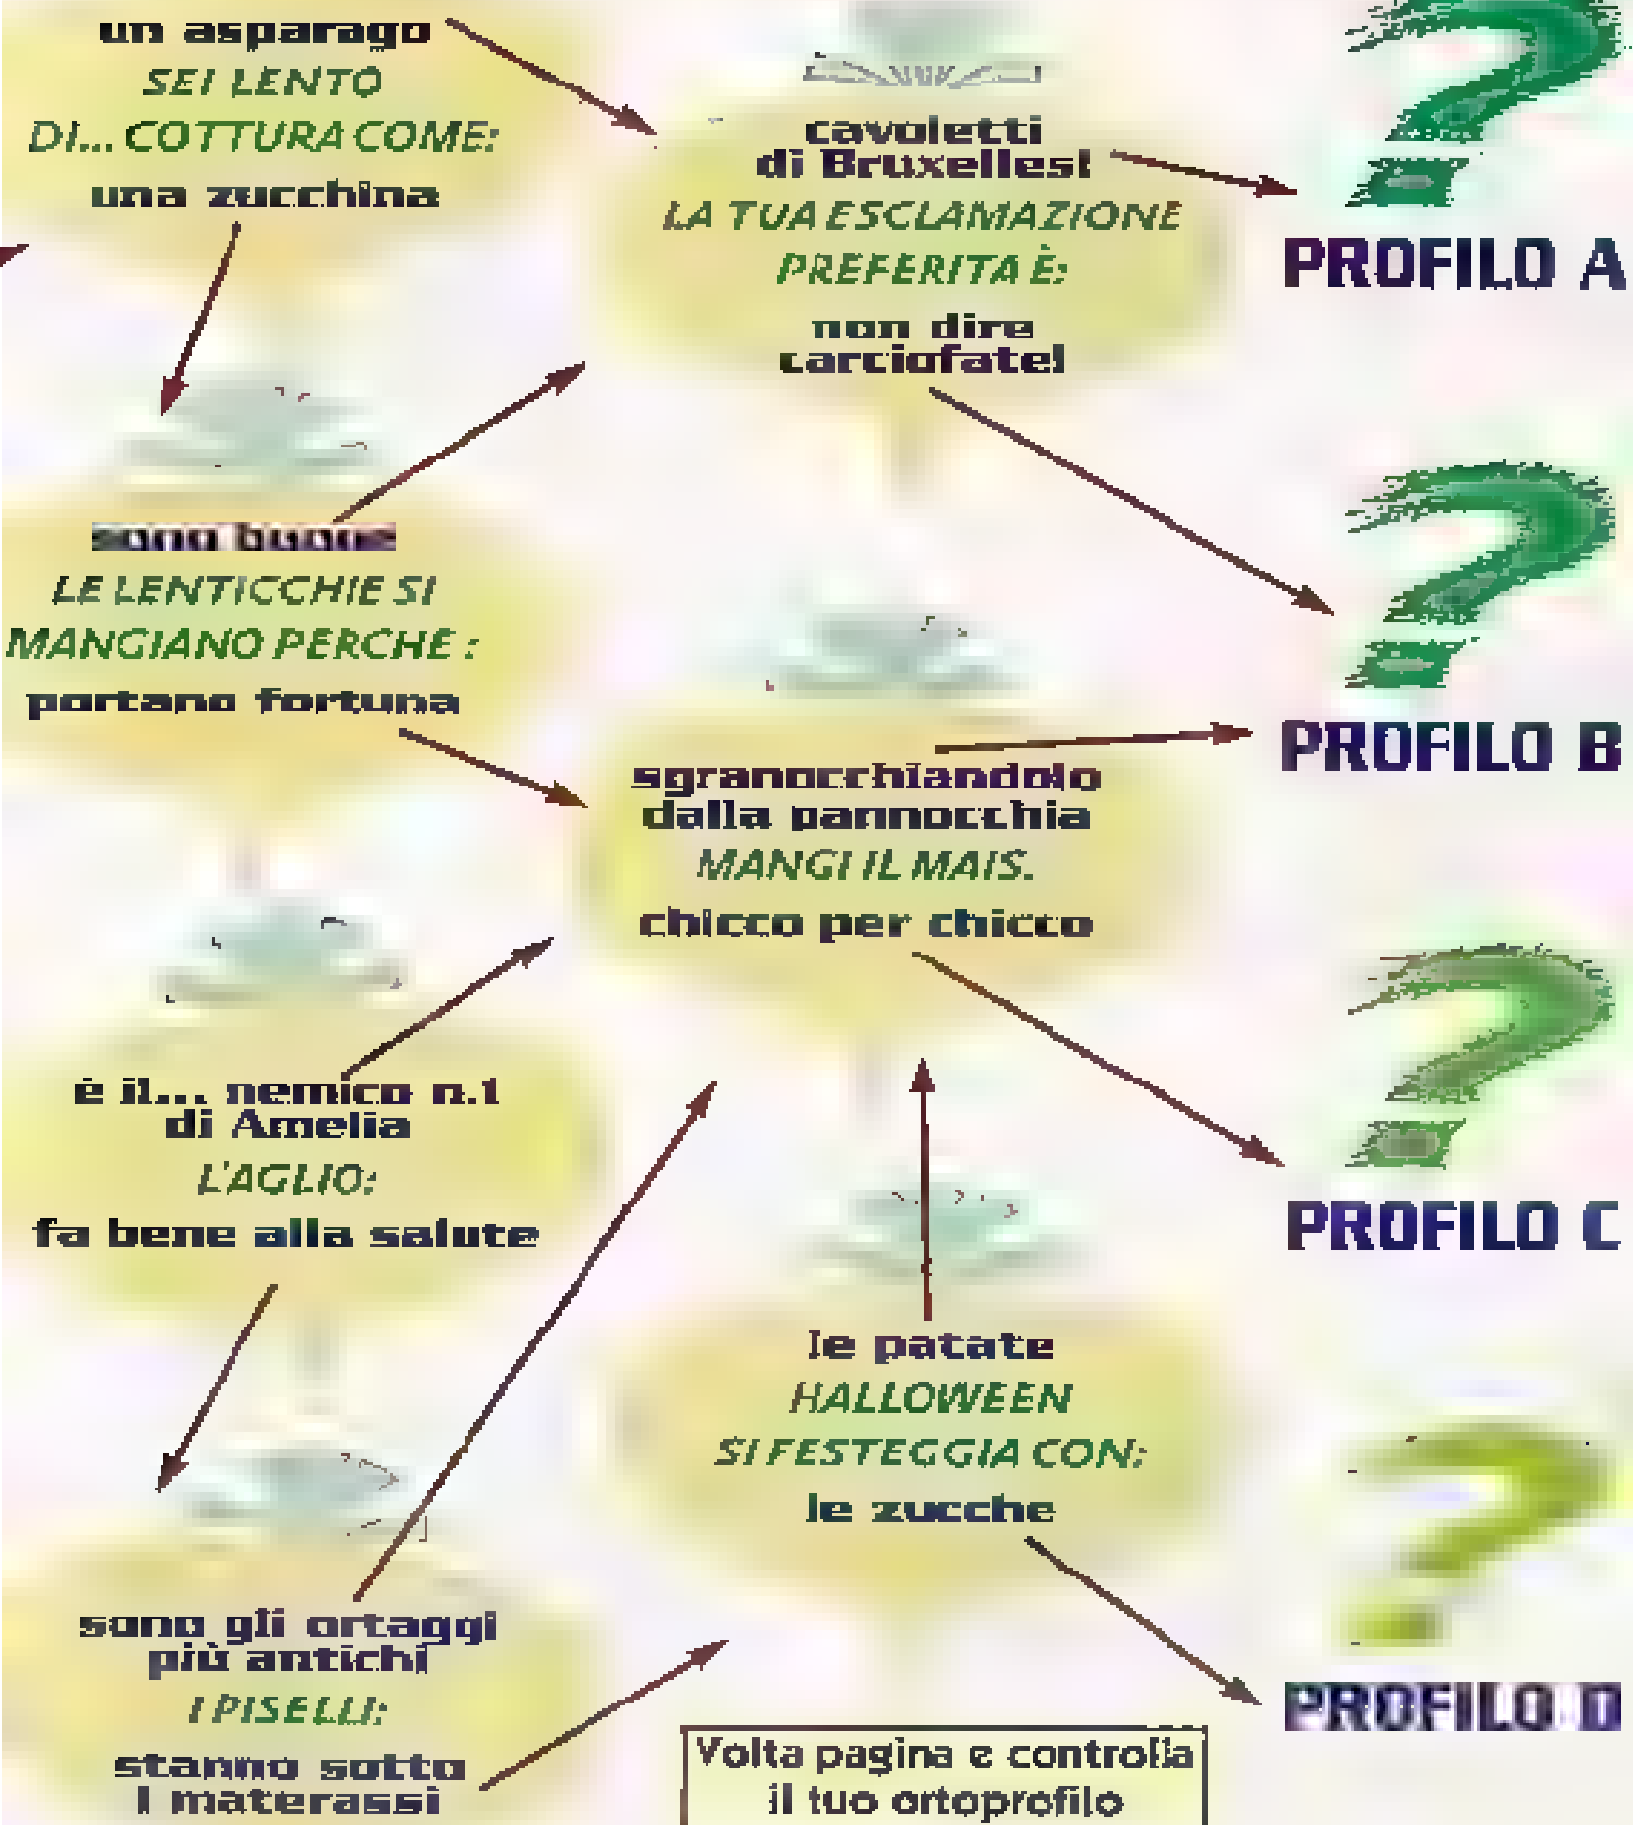 un asparago
SEI LENTO
DI... COTTURA COME:
una zucchina
cavoletti
di Bruxelles!
LA TUA ESCLAMAZIONE
PREFERITA È:
non dire
carciofate!
PROFILO A
sono buone
LE LENTICCHIE SI
MANGIANO PERCHE :
portano fortuna
PROFILO B
sgranocchiandolo
dalla pannocchia
MANGI IL MAIS.
chicco per chicco
è il... nemico n.1
di Amelia
L'AGLIO:
fa bene alla salute
PROFILO C
le patate
HALLOWEEN
SI FESTEGGIA CON:
le zucche
sono gli ortaggi
più antichi
I PISELLI:
stanno sotto
i materassi
PROFILO D
Volta pagina e controlla
il tuo ortoprofilo